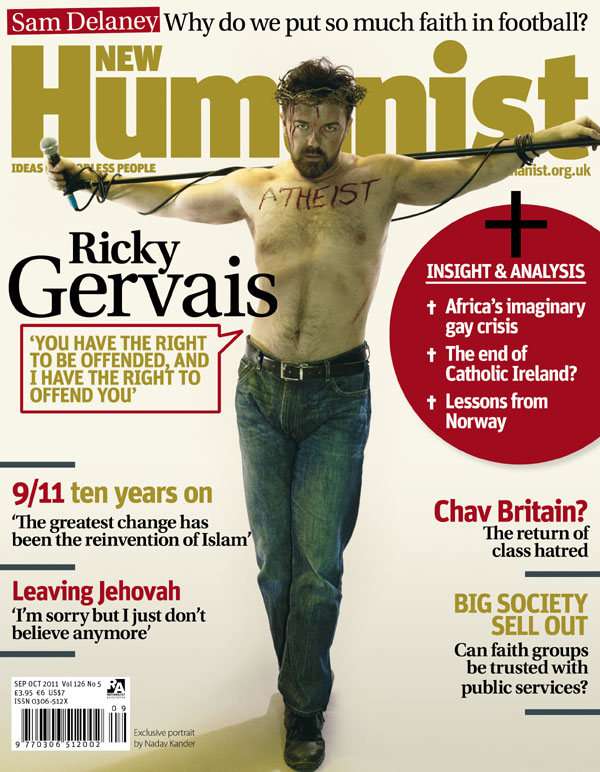 Sam Delaney Why do we put so much faith in football?
NEW
Humanist
IDEAS PEOPLE
.org.uk
ATHEIST
Ricky
Gervais
‘YOU HAVE THE RIGHT
TO BE OFFENDED, AND
I HAVE THE RIGHT TO
OFFEND YOU’
INSIGHT & ANALYSIS
Africa’s imaginary
gay crisis
The end of
Catholic Ireland?
Lessons from
Norway
9/11 ten years on
‘The greatest change has
been the reinvention of Islam’
Leaving Jehovah
‘I’m sorry but I just don’t
believe anymore’
Chav Britain?
The return of
class hatred
BIG SOCIETY
SELL OUT
Can faith groups
be trusted with
public services?
SEP OCT 2011 Vol 126 No 5
£3.95 €6 US$7
ISSN 0306-512X
RA
09
9 770306 512002
Exclusive portrait
by Nadav Kander